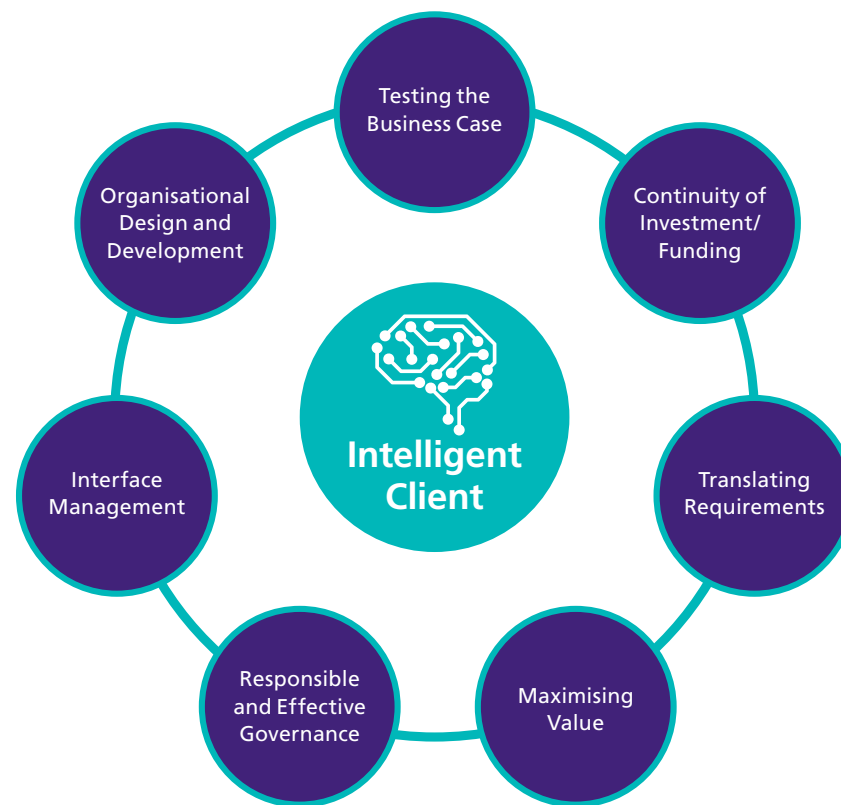 Testing the
Business Case
Continuity of
Investment/
Funding
Translating
Requirements
Maximising
Value
Responsible
and Effective
Governance
Interface
Management
Organisational
Design and
Development
Intelligent
Client